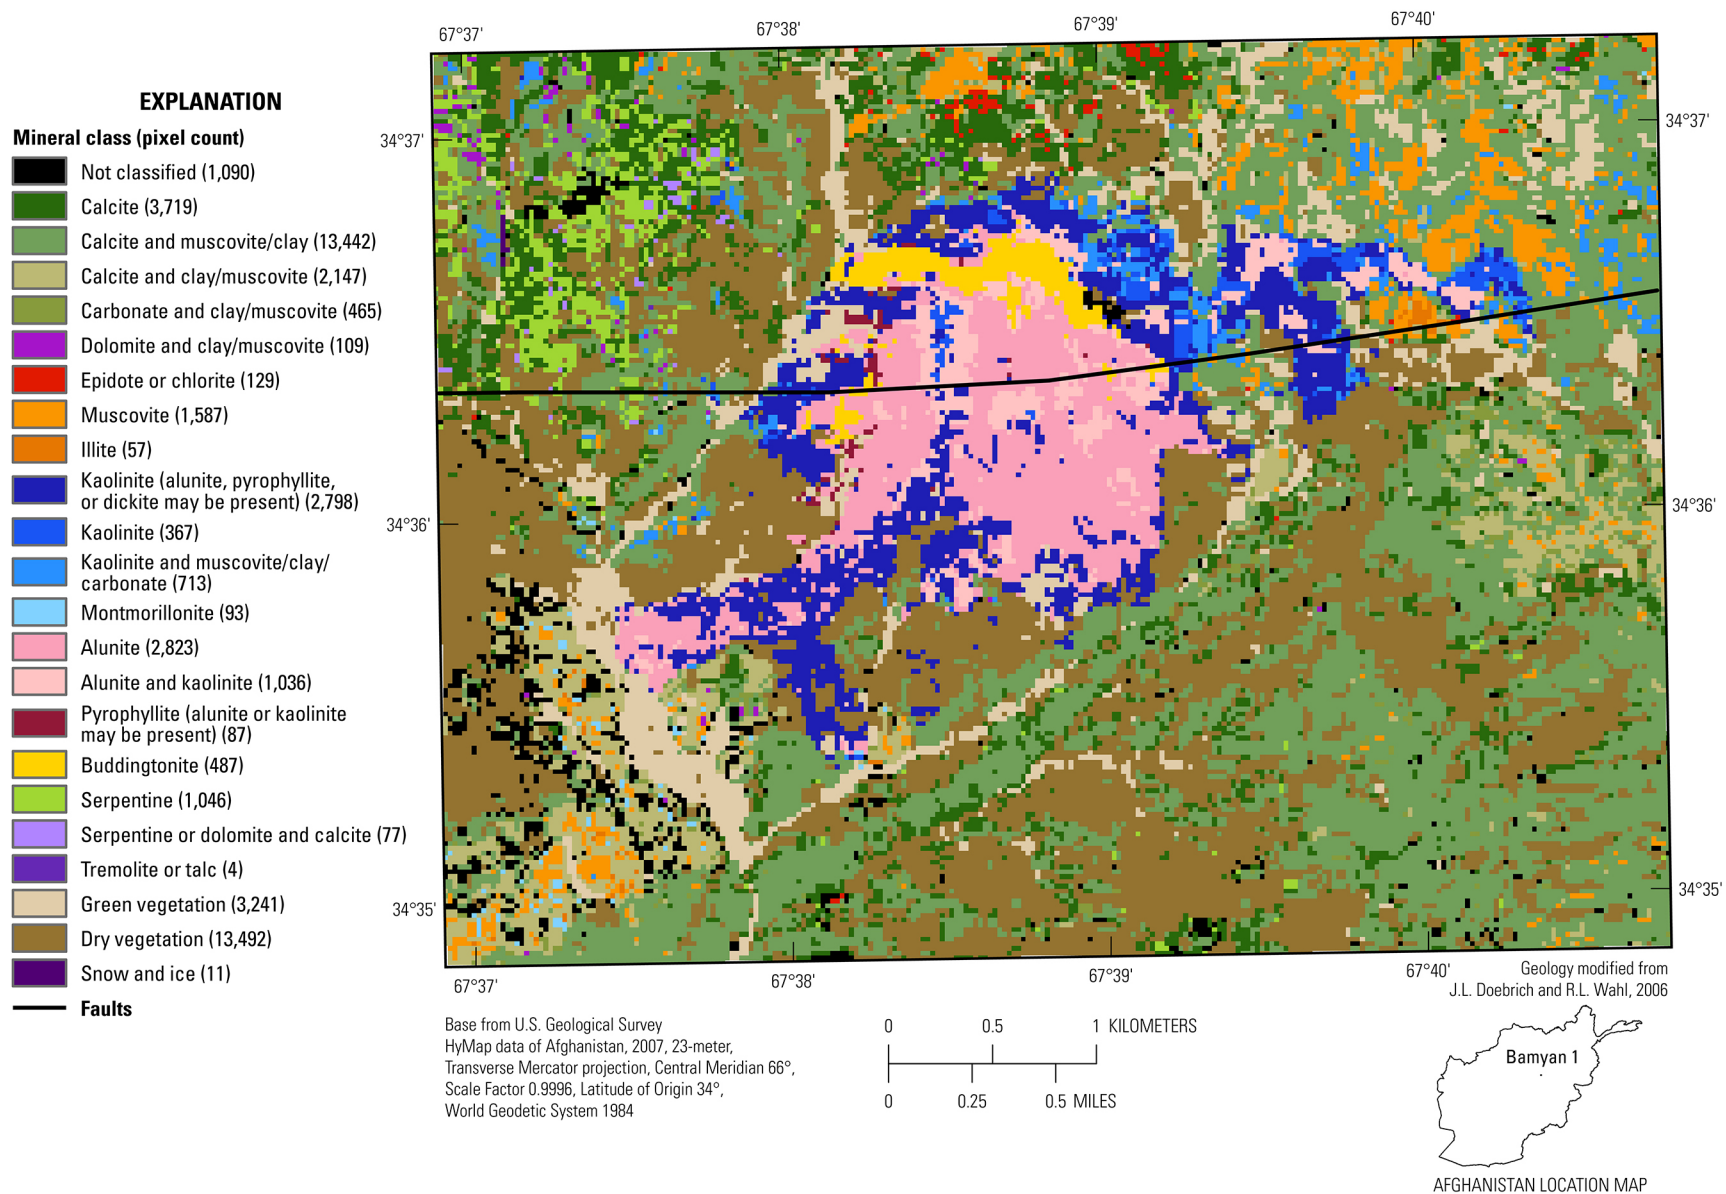 67°37'
67°38'
67°39'
67°40'
EXPLANATION
Mineral class (pixel count)
Not classified (1,090)
Calcite (3,719)
Calcite and muscovite/clay (13,442)
Calcite and clay/muscovite (2,147)
Carbonate and clay/muscovite (465)
Dolomite and clay/muscovite (109)
Epidote or chlorite (129)
Muscovite (1,587)
Illite (57)
Kaolinite (alunite, pyrophyllite,
or dickite may be present) (2,798)
Kaolinite (367)
Kaolinite and muscovite/clay/
carbonate (713)
Montmorillonite (93)
Alunite (2,823)
Alunite and kaolinite (1,036)
Pyrophyllite (alunite or kaolinite
may be present) (87)
Buddingtonite (487)
Serpentine (1,046)
Serpentine or dolomite and calcite (77)
Tremolite or talc (4)
Green vegetation (3,241)
Dry vegetation (13,492)
Snow and ice (11)
Faults
34°37'
34°36'
34°35'
34°37'
34°36'
34°35'
67°37'
67°38'
67°39'
67°40'
Geology modified from
J.L. Doebrich and R.L. Wahl, 2006
Base from U.S. Geological Survey
HyMap data of Afghanistan, 2007, 23-meter,
Transverse Mercator projection, Central Meridian 66°,
Scale Factor 0.9996, Latitude of Origin 34°,
World Geodetic System 1984
0 0.5 1 KILOMETERS
0 0.25 0.5 MILES
Bamyan 1
AFGHANISTAN LOCATION MAP